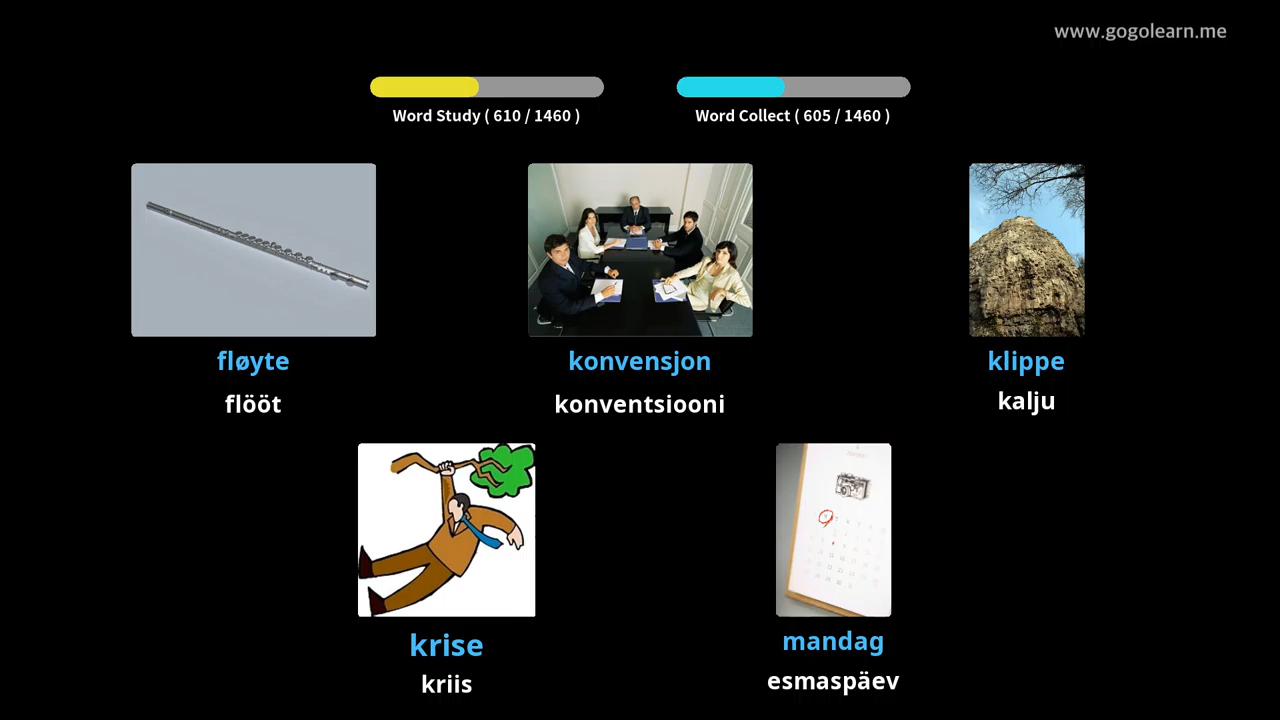 www.gogolearn.me
Word Study ( 610 / 1460 )
Word Collect ( 605 / 1460 )
fløyte
konvensjon
klippe
flööt
konventsiooni
kalju
krise
mandag
kriis
esmaspäev